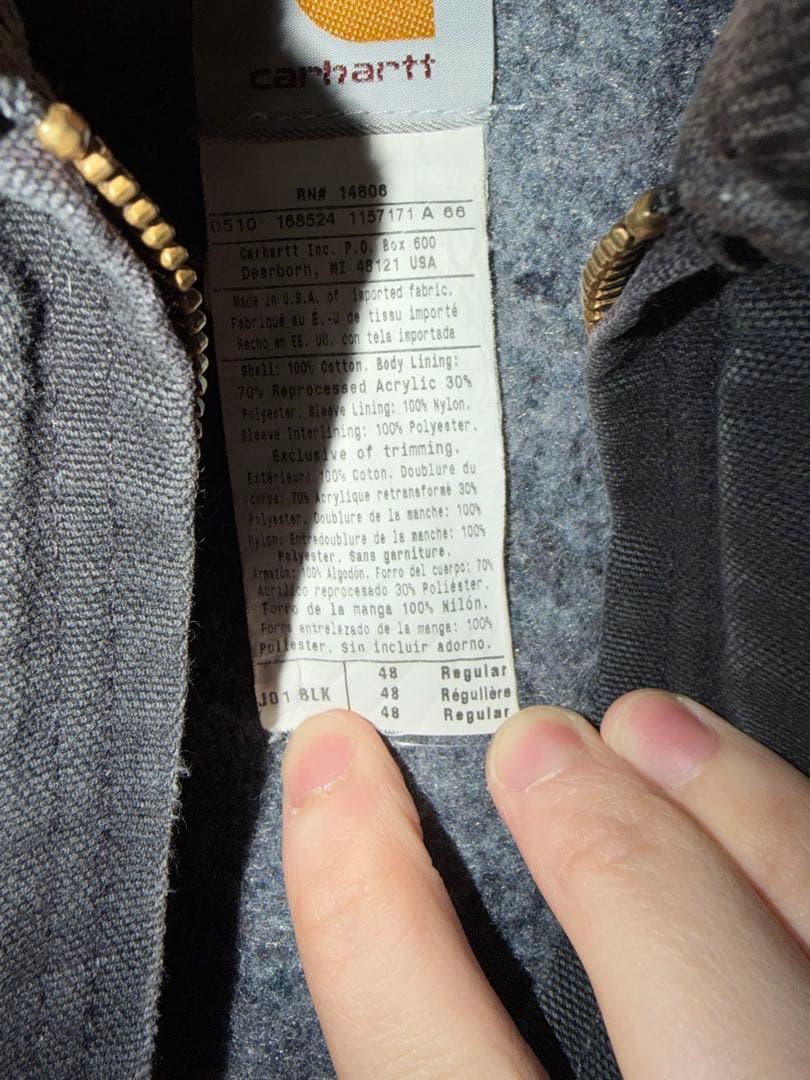 carhartt
RN# 14806
0510 168524 1157171 A 66
Carhartt Inc. P.O. Box 600
Dearborn, MI 48121 USA
Made in U.S.A. of imported fabric.
Fabriqué au É.-U de tissu importé
Hecho en EE. UU. con tela importada
Shell: 100% Cotton. Body Lining:
70% Reprocessed Acrylic 30%
Polyester. Sleeve Lining: 100% Nylon.
Sleeve Interlining: 100% Polyester.
Exclusive of trimming.
Extérieur: 100% Coton. Doublure du
corps: 70% Acrylique retransformé 30%
Polyester. Doublure de la manche: 100%
Nylon. Entredoublure de la manche: 100%
Polyester. Sans garniture.
Armazón: 100% Algodón. Forro del cuerpo: 70%
Acrílico reprocesado 30% Poliéster.
Forro de la manga 100% Nilón.
Forro entrelazado de la manga: 100%
Poliester. Sin incluir adorno.
48 Regular
J01 BLK 48 Régulière
48 Regular